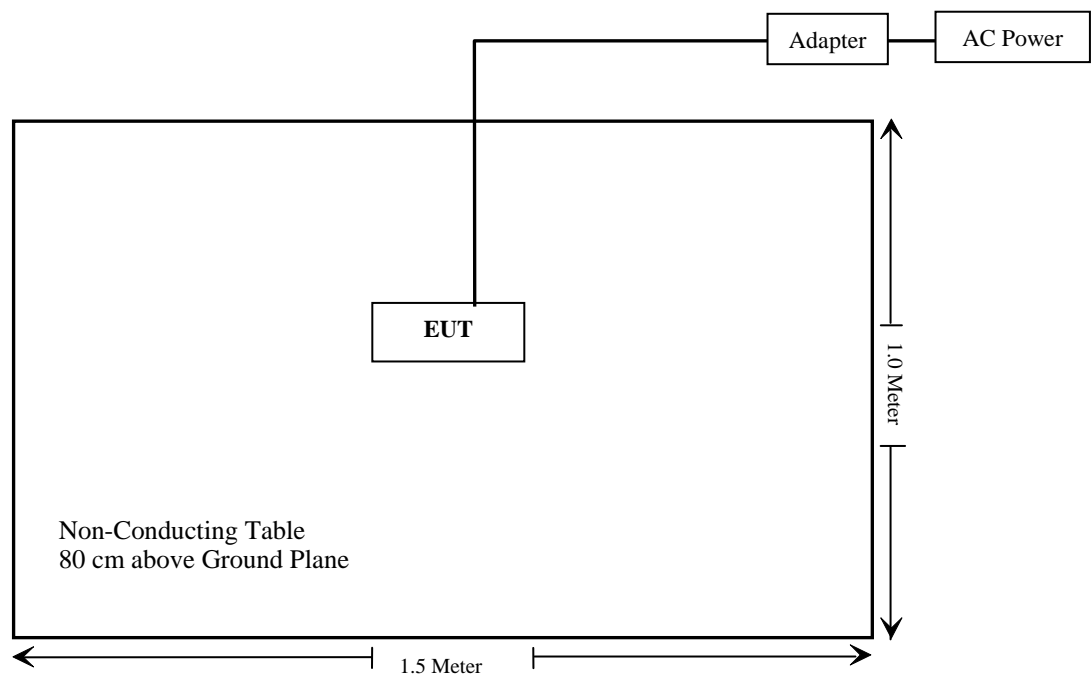 Adapter
AC Power
EUT
1.0 Meter
Non-Conducting Table
80 cm above Ground Plane
1.5 Meter